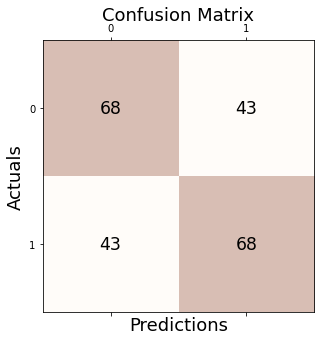 Confusion Matrix
0 1
0 68 43
Actuals
1 43 68
Predictions